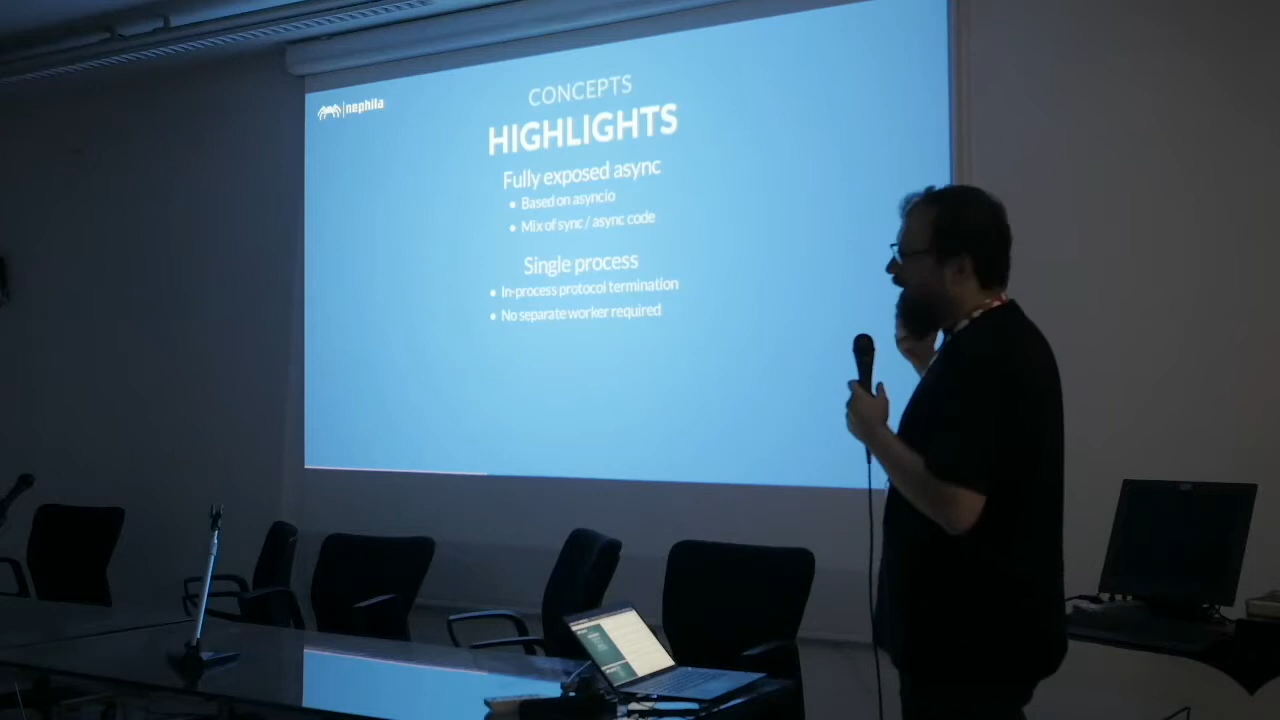 nephila
CONCEPTS
HIGHLIGHTS
Fully exposed async
• Based on asyncio
• Mix of sync / async code
Single process
• In-process protocol termination
• No separate worker required